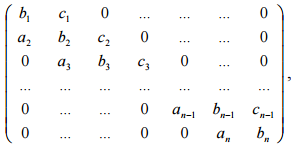 b₁ c₁ 0 ... ... ... 0
a₂ b₂ c₂ 0 ... ... 0
0 a₃ b₃ c₃ 0 ... 0
... ... ... ... ... ... ...
0 ... ... 0 aₙ₋₁ bₙ₋₁ cₙ₋₁
0 ... ... 0 0 aₙ bₙ ,